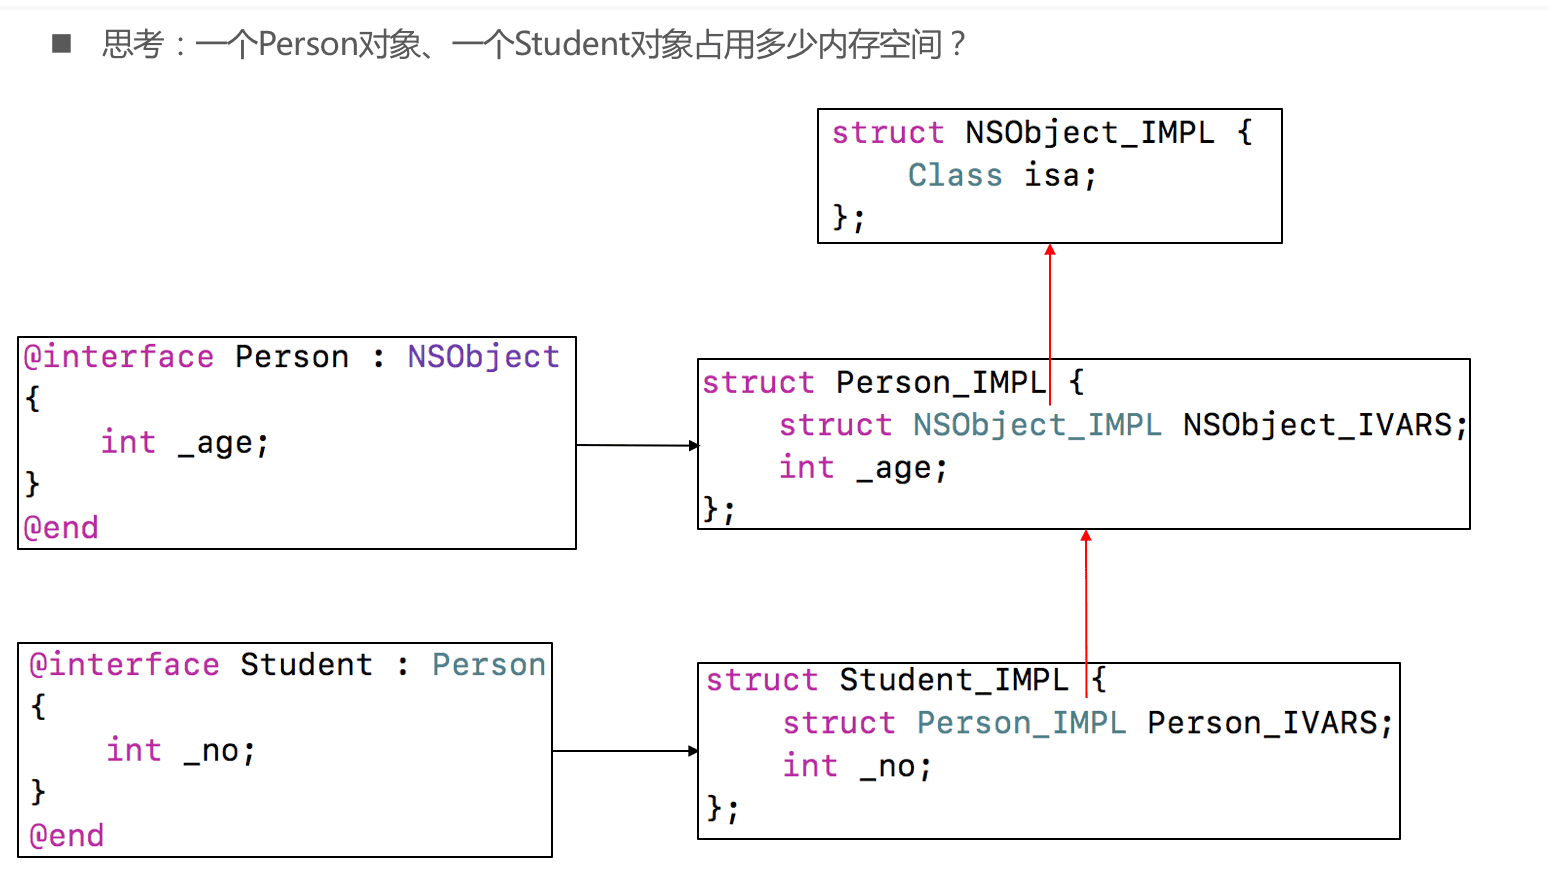 ■ 思考：一个Person对象、一个Student对象占用多少内存空间？
struct NSObject_IMPL {
Class isa;
};
@interface Person : NSObject
{
int _age;
}
@end
struct Person_IMPL {
struct NSObject_IMPL NSObject_IVARS;
int _age;
};
@interface Student : Person
{
int _no;
}
@end
struct Student_IMPL {
struct Person_IMPL Person_IVARS;
int _no;
};